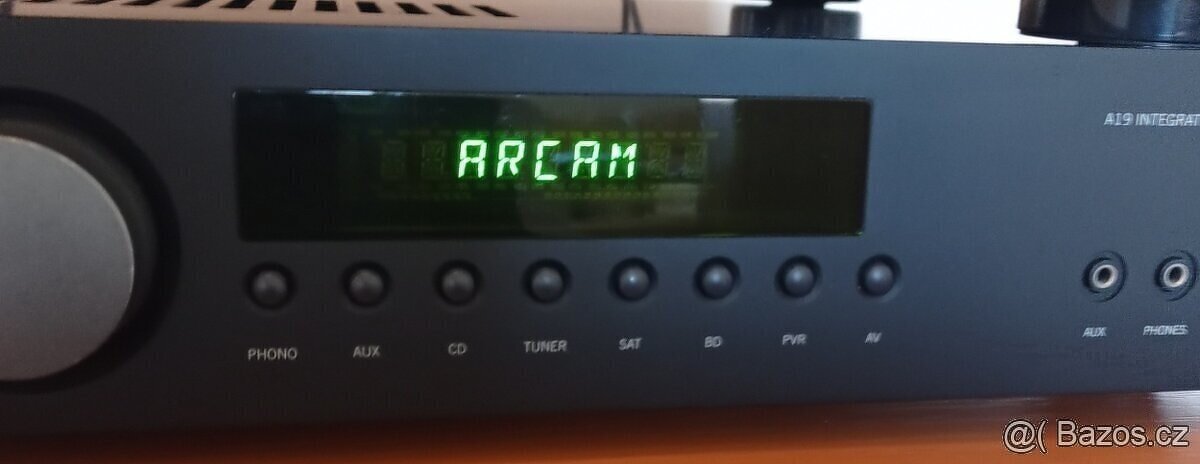 A19 INTEGRAT
ARCAM
PHONO AUX CD TUNER SAT BD PVR AV
AUX PHONES
@( Bazos.cz